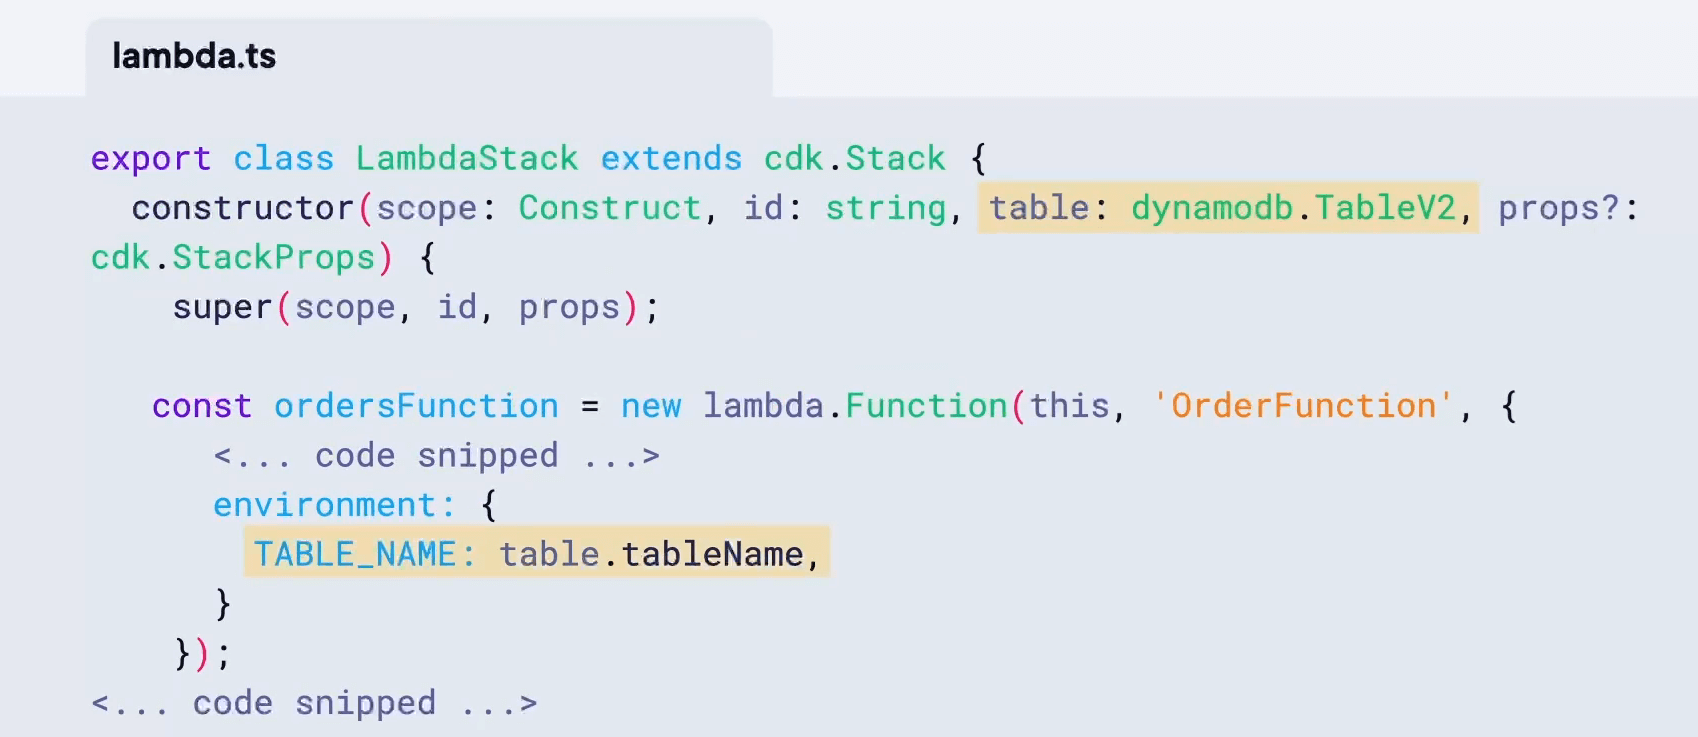 lambda.ts
export class LambdaStack extends cdk.Stack {
constructor(scope: Construct, id: string, table: dynamodb.TableV2, props?:
cdk.StackProps) {
super(scope, id, props);
const ordersFunction = new lambda.Function(this, 'OrderFunction', {
<... code snipped ...>
environment: {
TABLE_NAME: table.tableName,
}
});
<... code snipped ...>